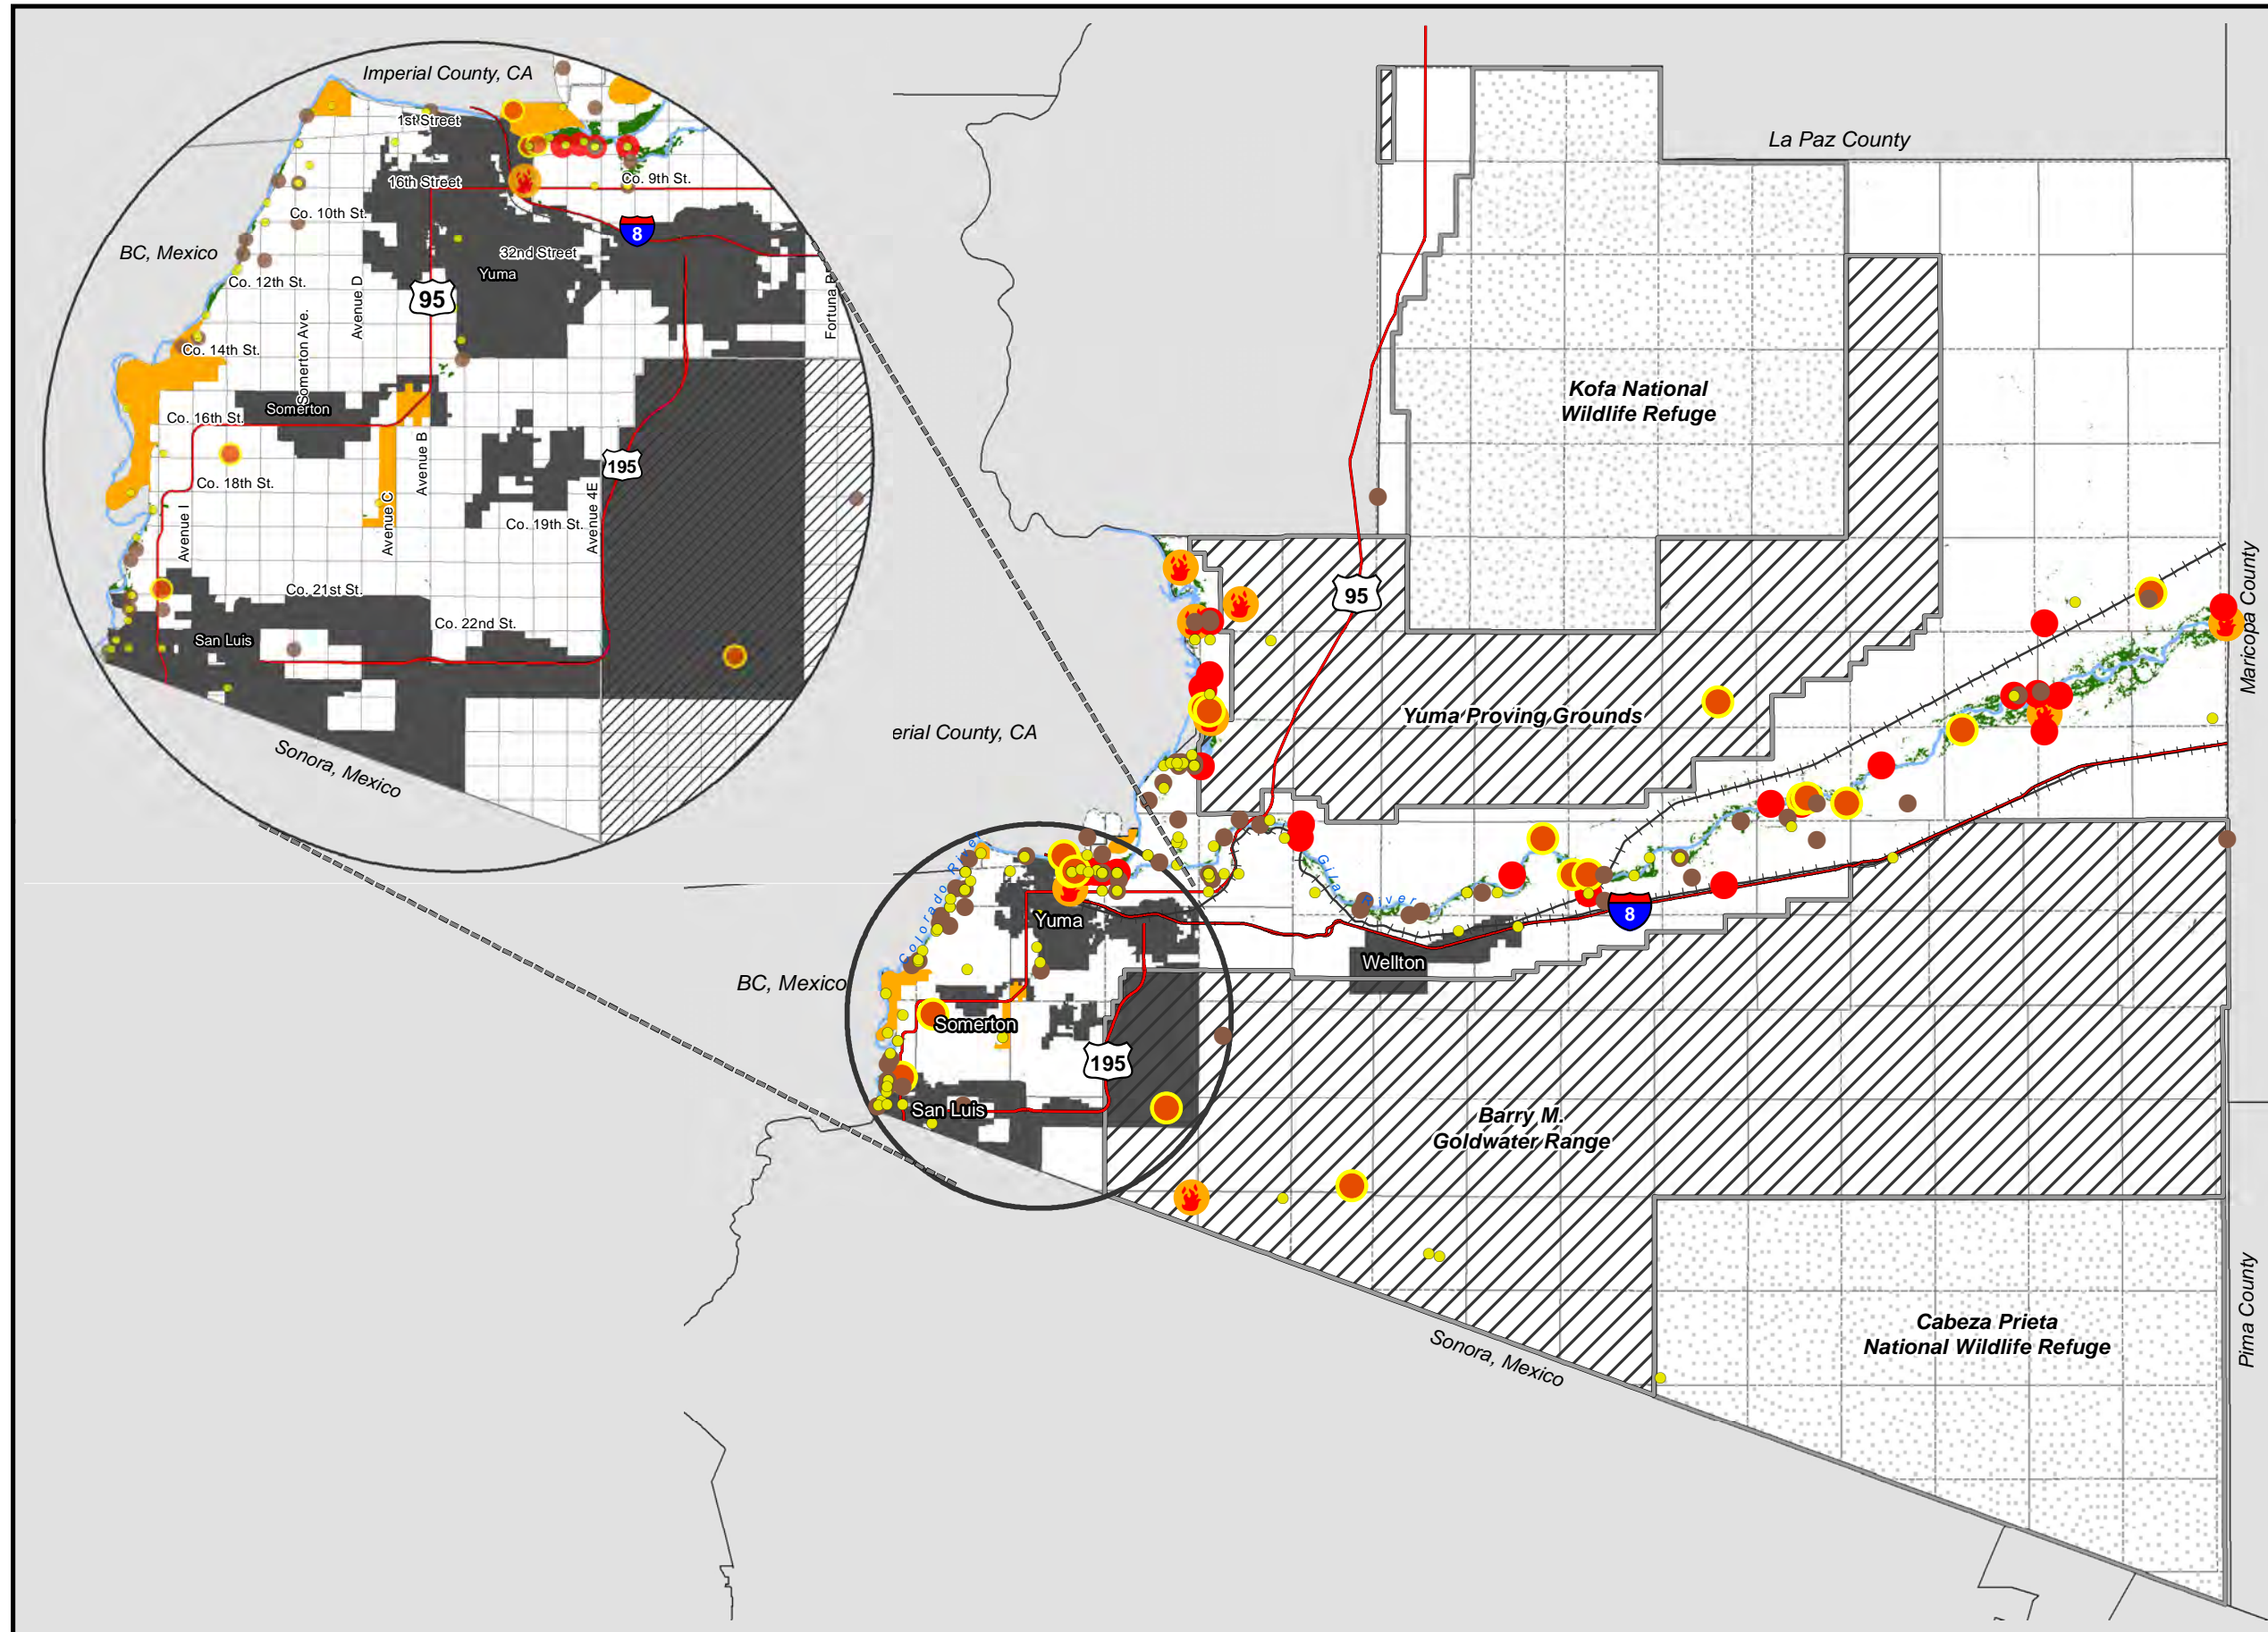 Imperial County, CA
1st Street
16th Street
Co. 9th St.
Co. 10th St.
8
BC, Mexico
32nd Street
Yuma
Co. 12th St.
Avenue D
95
Somerton Ave.
Co. 14th St.
Somerton
Co. 16th St.
Avenue B
195
Co. 18th St.
Avenue I
Avenue C
Co. 19th St.
Avenue 4E
Co. 21st St.
Co. 22nd St.
San Luis
Sonora, Mexico
La Paz County
Kofa National
Wildlife Refuge
95
Maricopa County
Yuma Proving Grounds
erial County, CA
Colorado River
Gila River
Yuma
8
Wellton
BC, Mexico
Somerton
195
San Luis
Barry M.
Goldwater Range
Cabeza Prieta
National Wildlife Refuge
Pima County
Sonora, Mexico